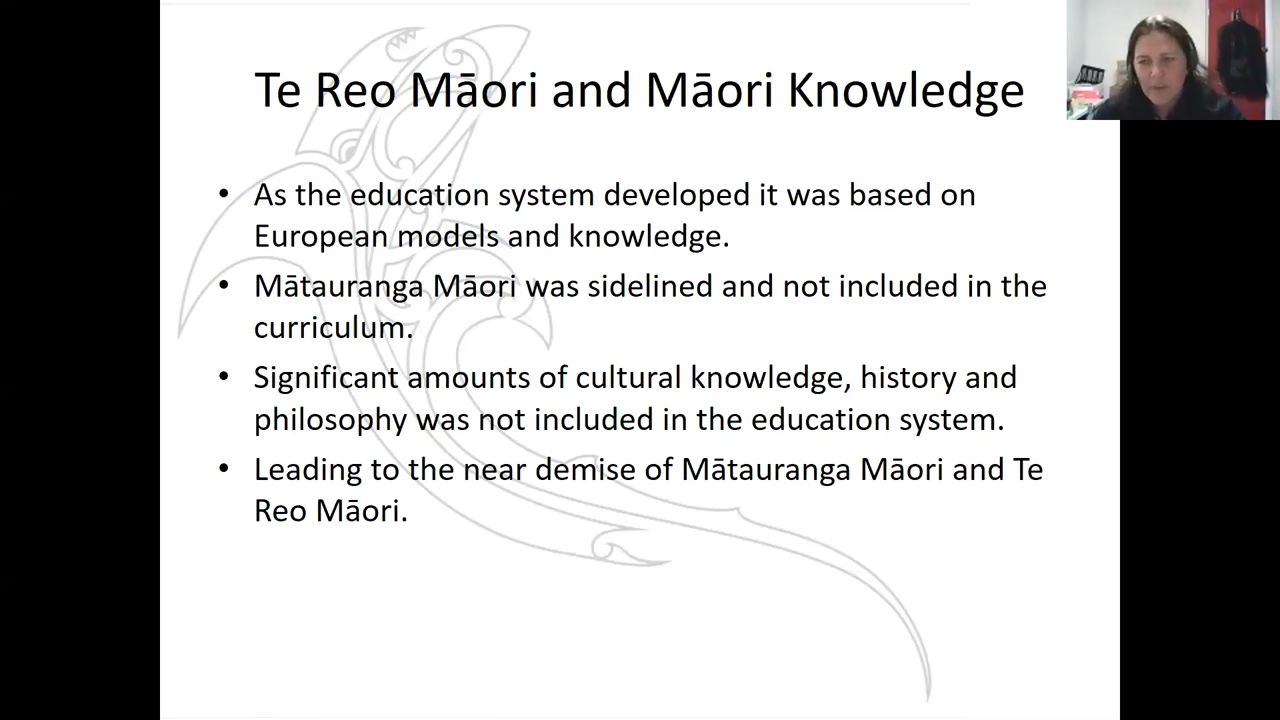 Te Reo Māori and Māori Knowledge
• As the education system developed it was based on
European models and knowledge.
• Mātauranga Māori was sidelined and not included in the
curriculum.
• Significant amounts of cultural knowledge, history and
philosophy was not included in the education system.
• Leading to the near demise of Mātauranga Māori and Te
Reo Māori.